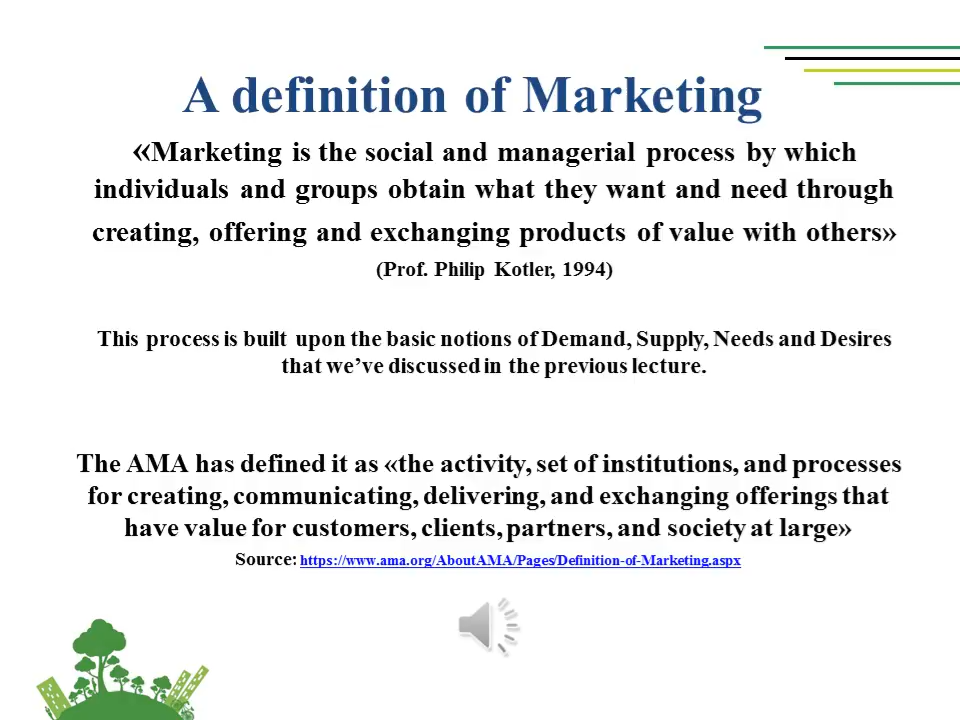 A definition of Marketing
«Marketing is the social and managerial process by which
individuals and groups obtain what they want and need through
creating, offering and exchanging products of value with others»
(Prof. Philip Kotler, 1994)
This process is built upon the basic notions of Demand, Supply, Needs and Desires
that we’ve discussed in the previous lecture.
The AMA has defined it as «the activity, set of institutions, and processes
for creating, communicating, delivering, and exchanging offerings that
have value for customers, clients, partners, and society at large»
Source: https://www.ama.org/AboutAMA/Pages/Definition-of-Marketing.aspx